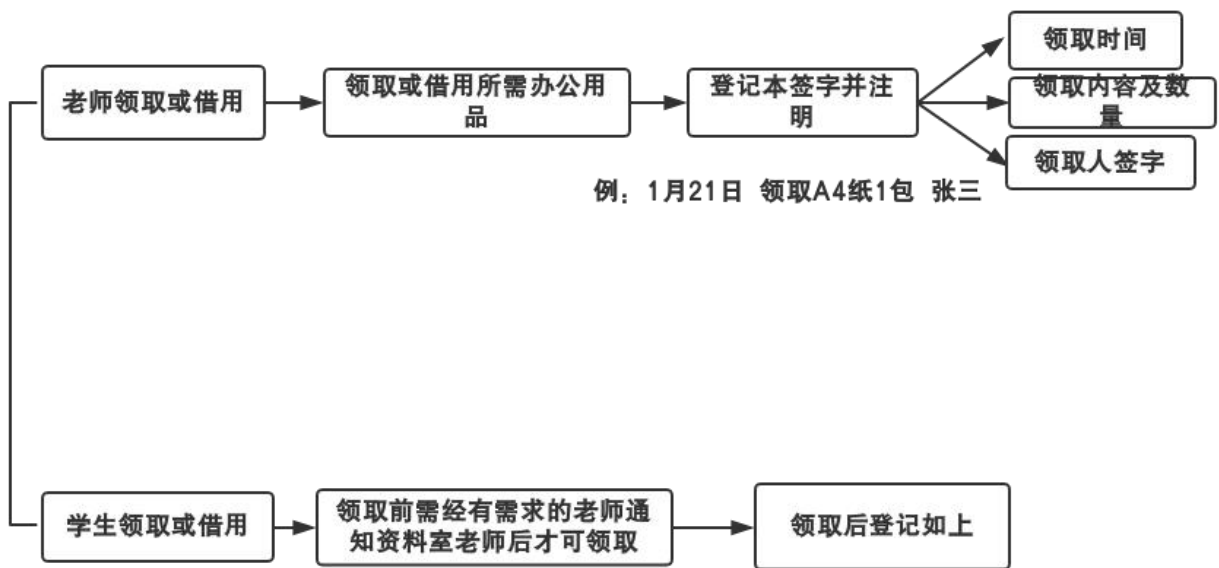 老师领取或借用
领取或借用所需办公用
品
登记本签字并注
明
领取时间
领取内容及数
量
领取人签字
例：1月21日 领取A4纸1包 张三
学生领取或借用
领取前需经有需求的老师通
知资料室老师后才可领取
领取后登记如上